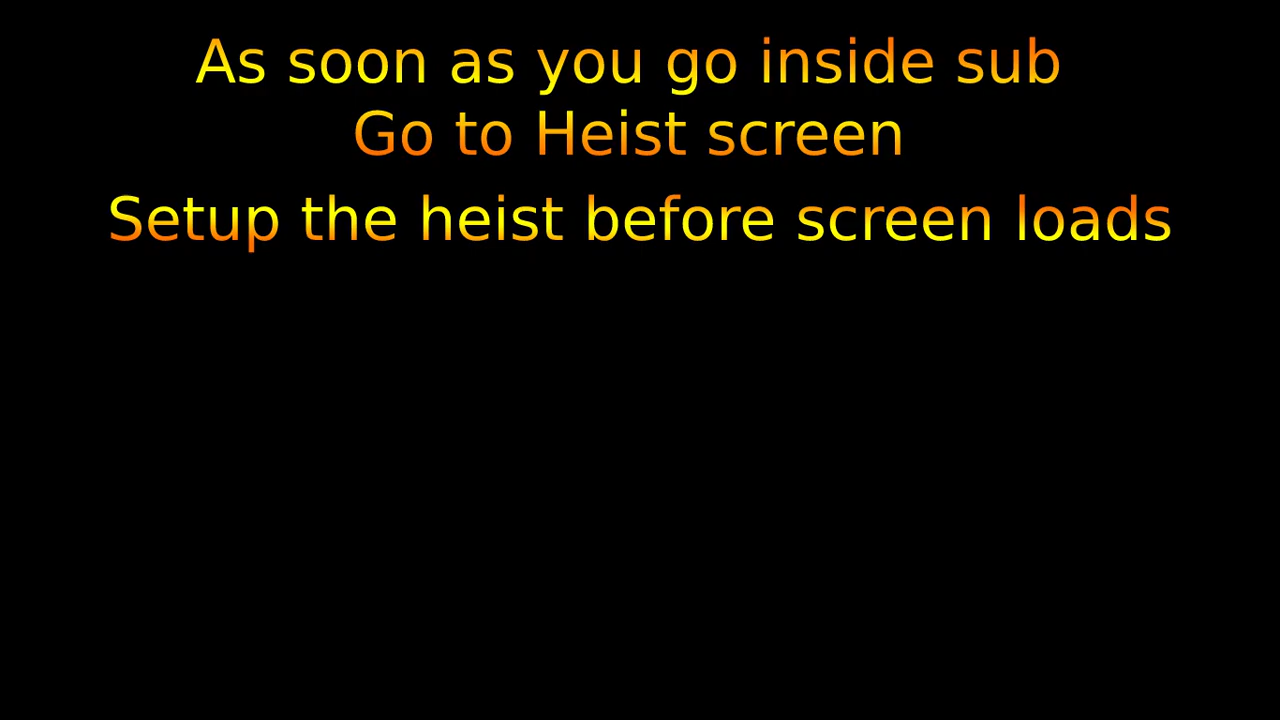 As soon as you go inside sub
Go to Heist screen
Setup the heist before screen loads